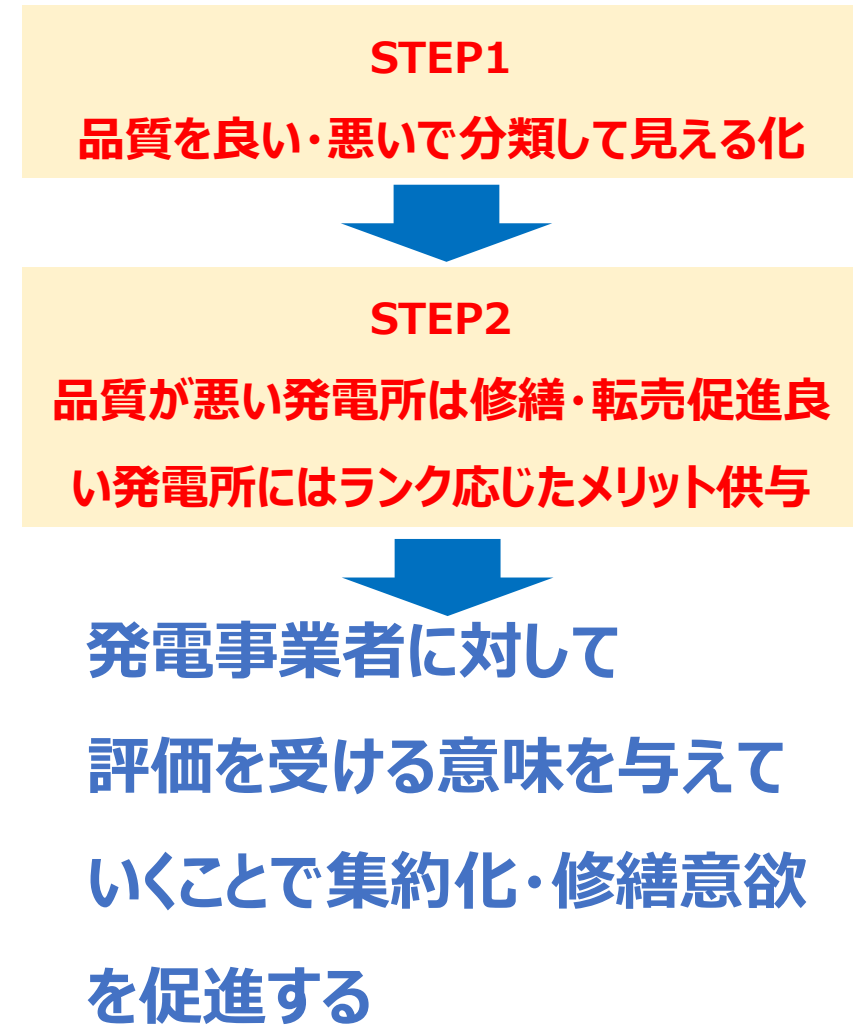 STEP1
品質を良い・悪いで分類して見える化
STEP2
品質が悪い発電所は修繕・転売促進良
い発電所にはランク応じたメリット供与
発電事業者に対して
評価を受ける意味を与えて
いくことで集約化・修繕意欲
を促進する